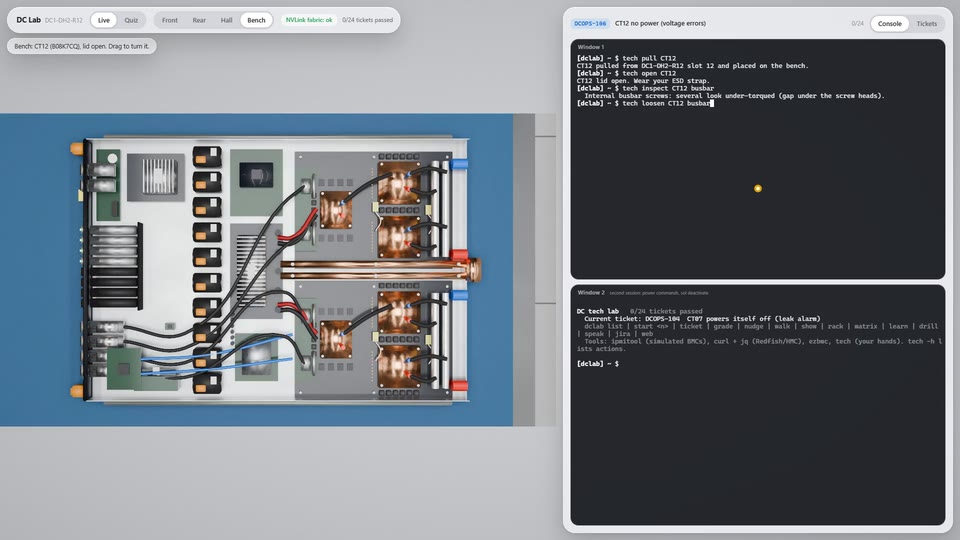 DC Lab DC1-DH2-R12 Live Quiz Front Rear Hall Bench NVLink fabric: ok 0/24 tickets passed
Bench: CT12 (B08K7CQ), lid open. Drag to turn it.
DCOPS-106 CT12 no power (voltage errors) 0/24 Console Tickets
Window 1
[dclab] ~ $ tech pull CT12
CT12 pulled from DC1-DH2-R12 slot 12 and placed on the bench.
[dclab] ~ $ tech open CT12
CT12 lid open. Wear your ESD strap.
[dclab] ~ $ tech inspect CT12 busbar
Internal busbar screws: several look under-torqued (gap under the screw heads).
[dclab] ~ $ tech loosen CT12 busbar
Window 2 second session: power commands, sol deactivate.
DC tech lab 0/24 tickets passed
Current ticket: DCOPS-104 CT07 powers itself off (leak alarm)
dclab list | start <n> | ticket | grade | nudge | walk | show | rack | matrix | learn | drill
| speak | jira | web
Tools: ipmitool (simulated BMCs), curl + jq (Redfish/HMC), ezbmc, tech (your hands). tech -h l
ists actions.
[dclab] ~ $